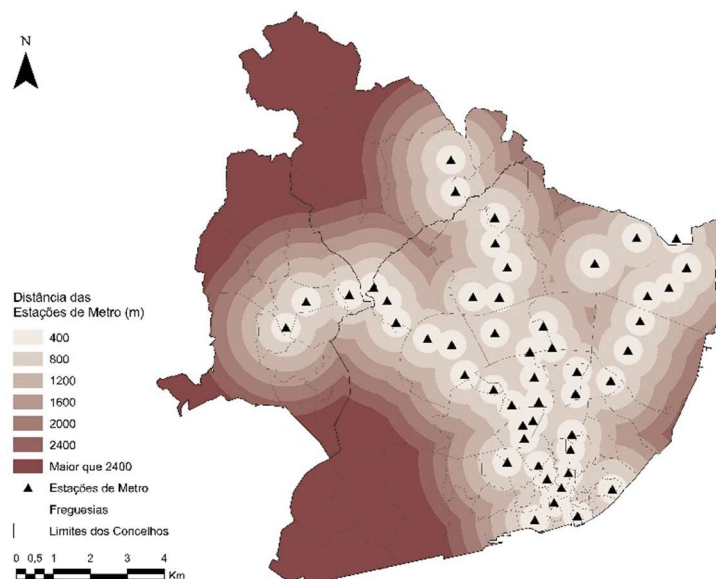 N
Distância das
Estações de Metro (m)
400
800
1200
1600
2000
2400
Maior que 2400
Estações de Metro
Freguesias
Limites dos Concelhos
0 0,5 1 2 3 4
Km